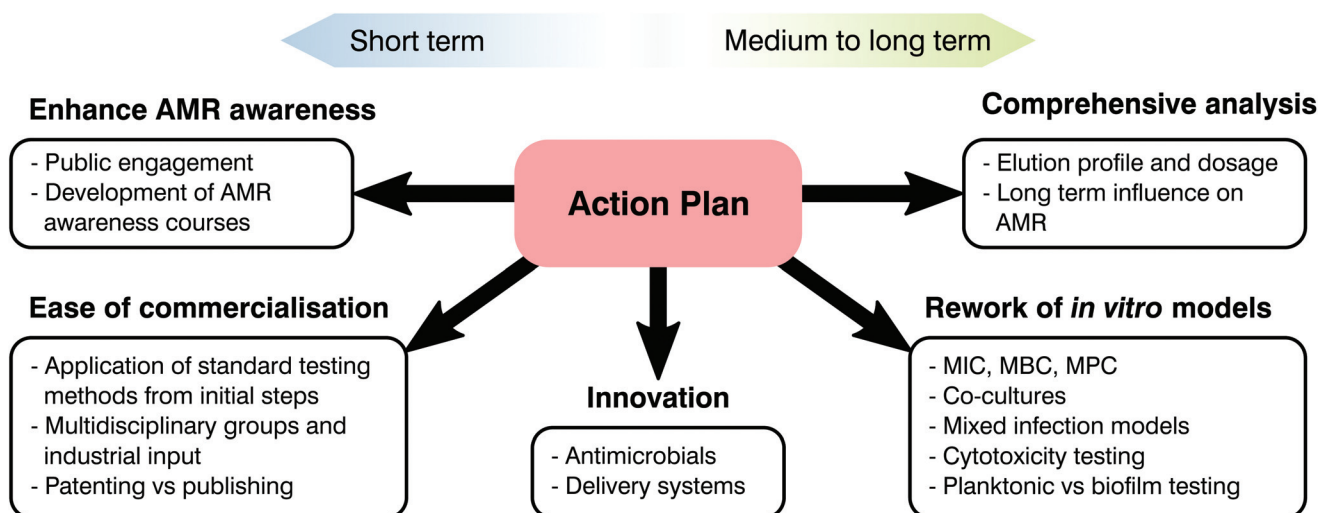 Short term
Medium to long term
Enhance AMR awareness
- Public engagement
- Development of AMR
awareness courses
Comprehensive analysis
- Elution profile and dosage
- Long term influence on
AMR
Action Plan
Ease of commercialisation
- Application of standard testing
methods from initial steps
- Multidisciplinary groups and
industrial input
- Patenting vs publishing
Innovation
- Antimicrobials
- Delivery systems
Rework of in vitro models
- MIC, MBC, MPC
- Co-cultures
- Mixed infection models
- Cytotoxicity testing
- Planktonic vs biofilm testing